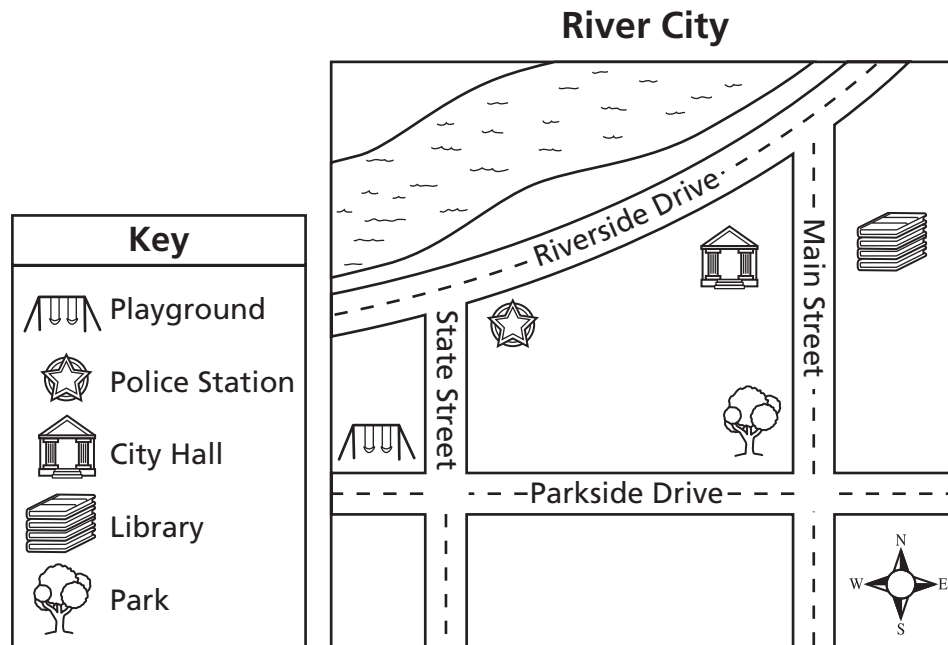 River City
Key
Playground
Police Station
City Hall
Library
Park
Riverside Drive
Main Street
State Street
Parkside Drive
N
W
E
S